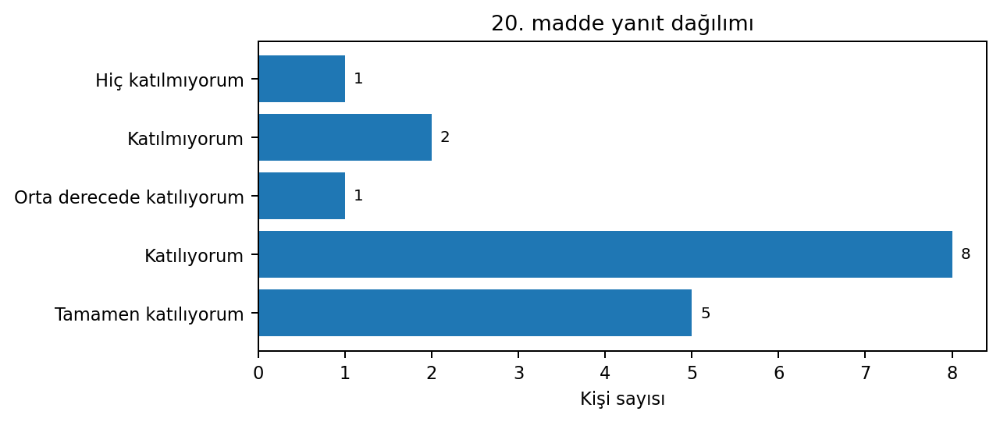 20. madde yanıt dağılımı
Hiç katılmıyorum 1
Katılmıyorum 2
Orta derecede katılıyorum 1
Katılıyorum 8
Tamamen katılıyorum 5
0 1 2 3 4 5 6 7 8
Kişi sayısı